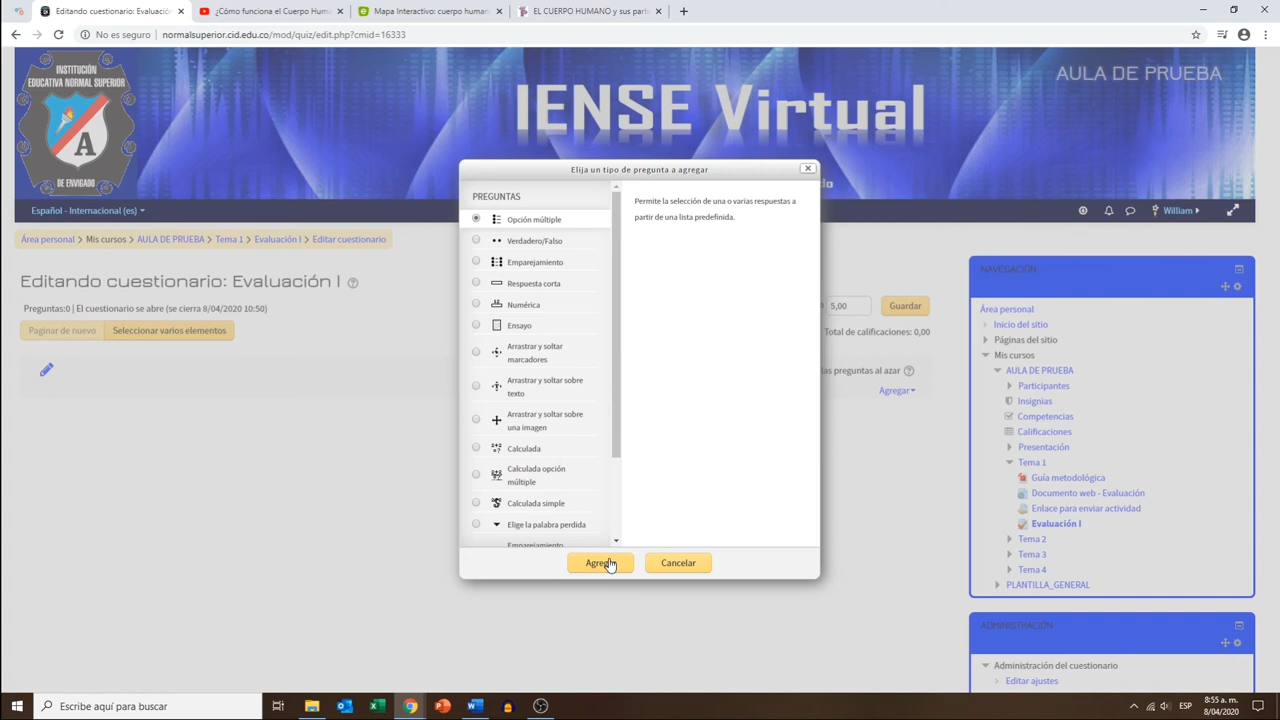 Editando cuestionario: Evaluació
¿Cómo funciona el Cuerpo Huma
Mapa Interactivo: cuerpo human
EL CUERPO HUMANO y sus part
No es seguro
normalsuperior.cid.edu.co/mod/quiz/edit.php?cmid=16333
INSTITUCIÓN
EDUCATIVA NORMAL SUPERIOR
A
DE ENVIGADO
IENSE Virtual
AULA DE PRUEBA
Español - Internacional (es)
William
Área personal > Mis cursos > AULA DE PRUEBA > Tema 1 > Evaluación I > Editar cuestionario
Editando cuestionario: Evaluación I
Preguntas:0 | El cuestionario se abre (se cierra 8/04/2020 10:50)
Paginar de nuevo
Seleccionar varios elementos
5,00
Guardar
Total de calificaciones: 0,00
las preguntas al azar
Agregar
Elija un tipo de pregunta a agregar
PREGUNTAS
Opción múltiple
Verdadero/Falso
Emparejamiento
Respuesta corta
Numérica
Ensayo
Arrastrar y soltar
marcadores
Arrastrar y soltar sobre
texto
Arrastrar y soltar sobre
una imagen
Calculada
Calculada opción
múltiple
Calculada simple
Elige la palabra perdida
Emparejamiento
Permite la selección de una o varias respuestas a
partir de una lista predefinida.
Agregar
Cancelar
NAVEGACIÓN
Área personal
Inicio del sitio
Páginas del sitio
Mis cursos
AULA DE PRUEBA
Participantes
Insignias
Competencias
Calificaciones
Presentación
Tema 1
Guía metodológica
Documento web - Evaluación
Enlace para enviar actividad
Evaluación I
Tema 2
Tema 3
Tema 4
PLANTILLA_GENERAL
ADMINISTRACIÓN
Administración del cuestionario
Editar ajustes
Escribe aquí para buscar
ESP
8:55 a. m.
8/04/2020